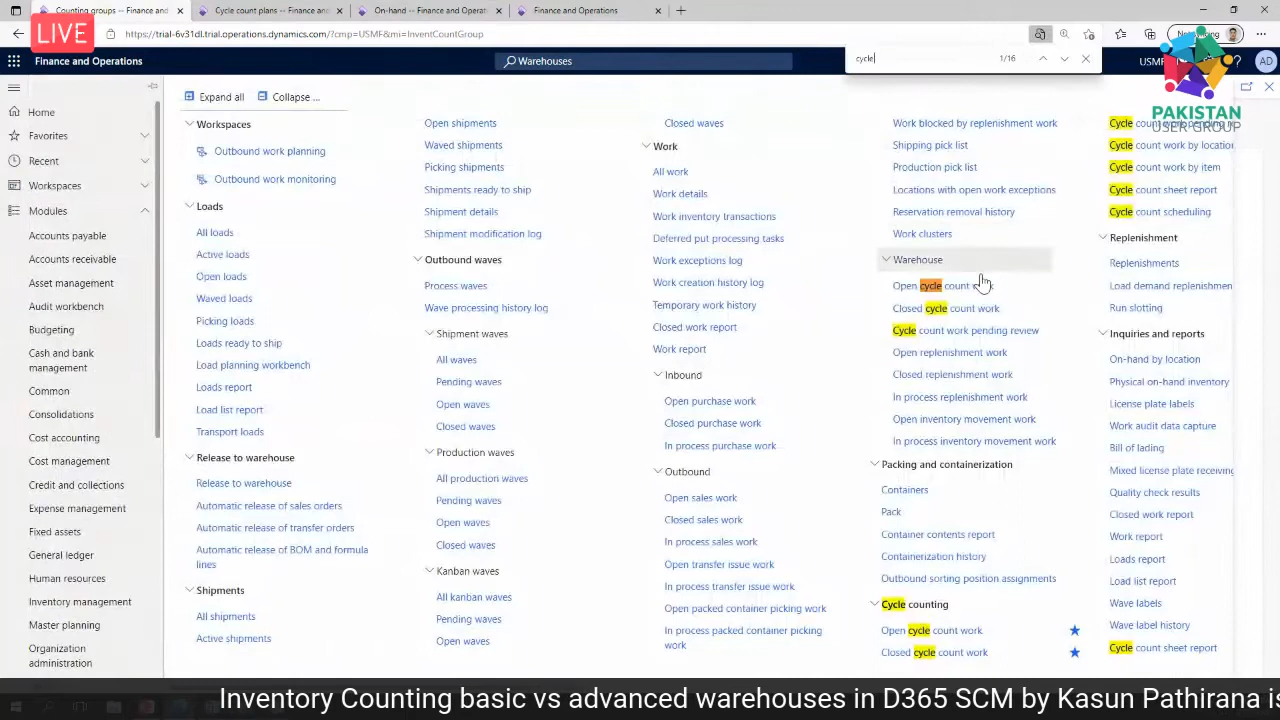 Counting groups -- Finance and
Cycle count plans -- Finance and
On-hand -- Finance and Operations
Finance and Operations
LIVE
https://trial-6v31dl.trial.operations.dynamics.com/?cmp=USMF&mi=InventCountGroup
Finance and Operations
Warehouses
cycle
1/16
USMF
?
AD
PAKISTAN
USER GROUP
Home
Favorites
Recent
Workspaces
Modules
Accounts payable
Accounts receivable
Audit workbench
Budgeting
Cash and bank
management
Common
Consolidations
Cost accounting
Cost management
Credit and collections
Expense management
Fixed assets
General ledger
Human resources
Inventory management
Master planning
Organization
administration
Expand all
Collapse ...
Workspaces
Outbound work planning
Outbound work monitoring
Loads
All loads
Active loads
Open loads
Waved loads
Picking loads
Loads ready to ship
Load planning workbench
Loads report
Load list report
Transport loads
Release to warehouse
Release to warehouse
Automatic release of sales orders
Automatic release of transfer orders
Automatic release of BOM and formula
lines
Shipments
All shipments
Active shipments
Open shipments
Waved shipments
Picking shipments
Shipments ready to ship
Shipment details
Shipment modification log
Outbound waves
Process waves
Wave processing history log
Shipment waves
All waves
Pending waves
Open waves
Closed waves
Production waves
All production waves
Pending waves
Open waves
Closed waves
Kanban waves
All kanban waves
Pending waves
Open waves
Closed waves
Work
All work
Work details
Work inventory transactions
Deferred put processing tasks
Work exceptions log
Work creation history log
Temporary work history
Closed work report
Work report
Inbound
Open purchase work
Closed purchase work
In process purchase work
Outbound
Open sales work
Closed sales work
In process sales work
Open transfer issue work
In process transfer issue work
Open packed container picking work
In process packed container picking
work
Work blocked by replenishment work
Shipping pick list
Production pick list
Locations with open work exceptions
Reservation removal history
Work clusters
Warehouse
Open cycle count
Closed cycle count work
Cycle count work pending review
Open replenishment work
Closed replenishment work
In process replenishment work
Open inventory movement work
In process inventory movement work
Packing and containerization
Containers
Pack
Container contents report
Containerization history
Outbound sorting position assignments
Cycle counting
Open cycle count work
Closed cycle count work
Cycle count work pending re
Cycle count work by location
Cycle count work by item
Cycle count sheet report
Cycle count scheduling
Replenishment
Replenishments
Load demand replenishmen
Run slotting
Inquiries and reports
On-hand by location
Physical on-hand inventory
License plate labels
Work audit data capture
Bill of lading
Mixed license plate receiving
Quality check results
Closed work report
Work report
Loads report
Load list report
Wave labels
Wave label history
Cycle count sheet report
Inventory Counting basic vs advanced warehouses in D365 SCM by Kasun Pathirana is